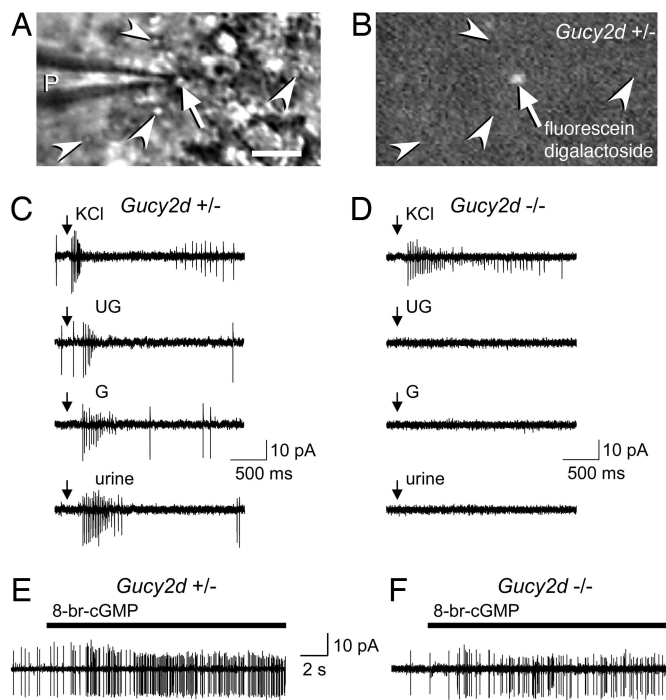 A
P
B
Gucy2d +/-
fluorescein
digalactoside
C
Gucy2d +/-
KCl
UG
G
10 pA
500 ms
urine
D
Gucy2d -/-
KCl
UG
G
10 pA
500 ms
urine
E
Gucy2d +/-
8-br-cGMP
10 pA
2 s
F
Gucy2d -/-
8-br-cGMP